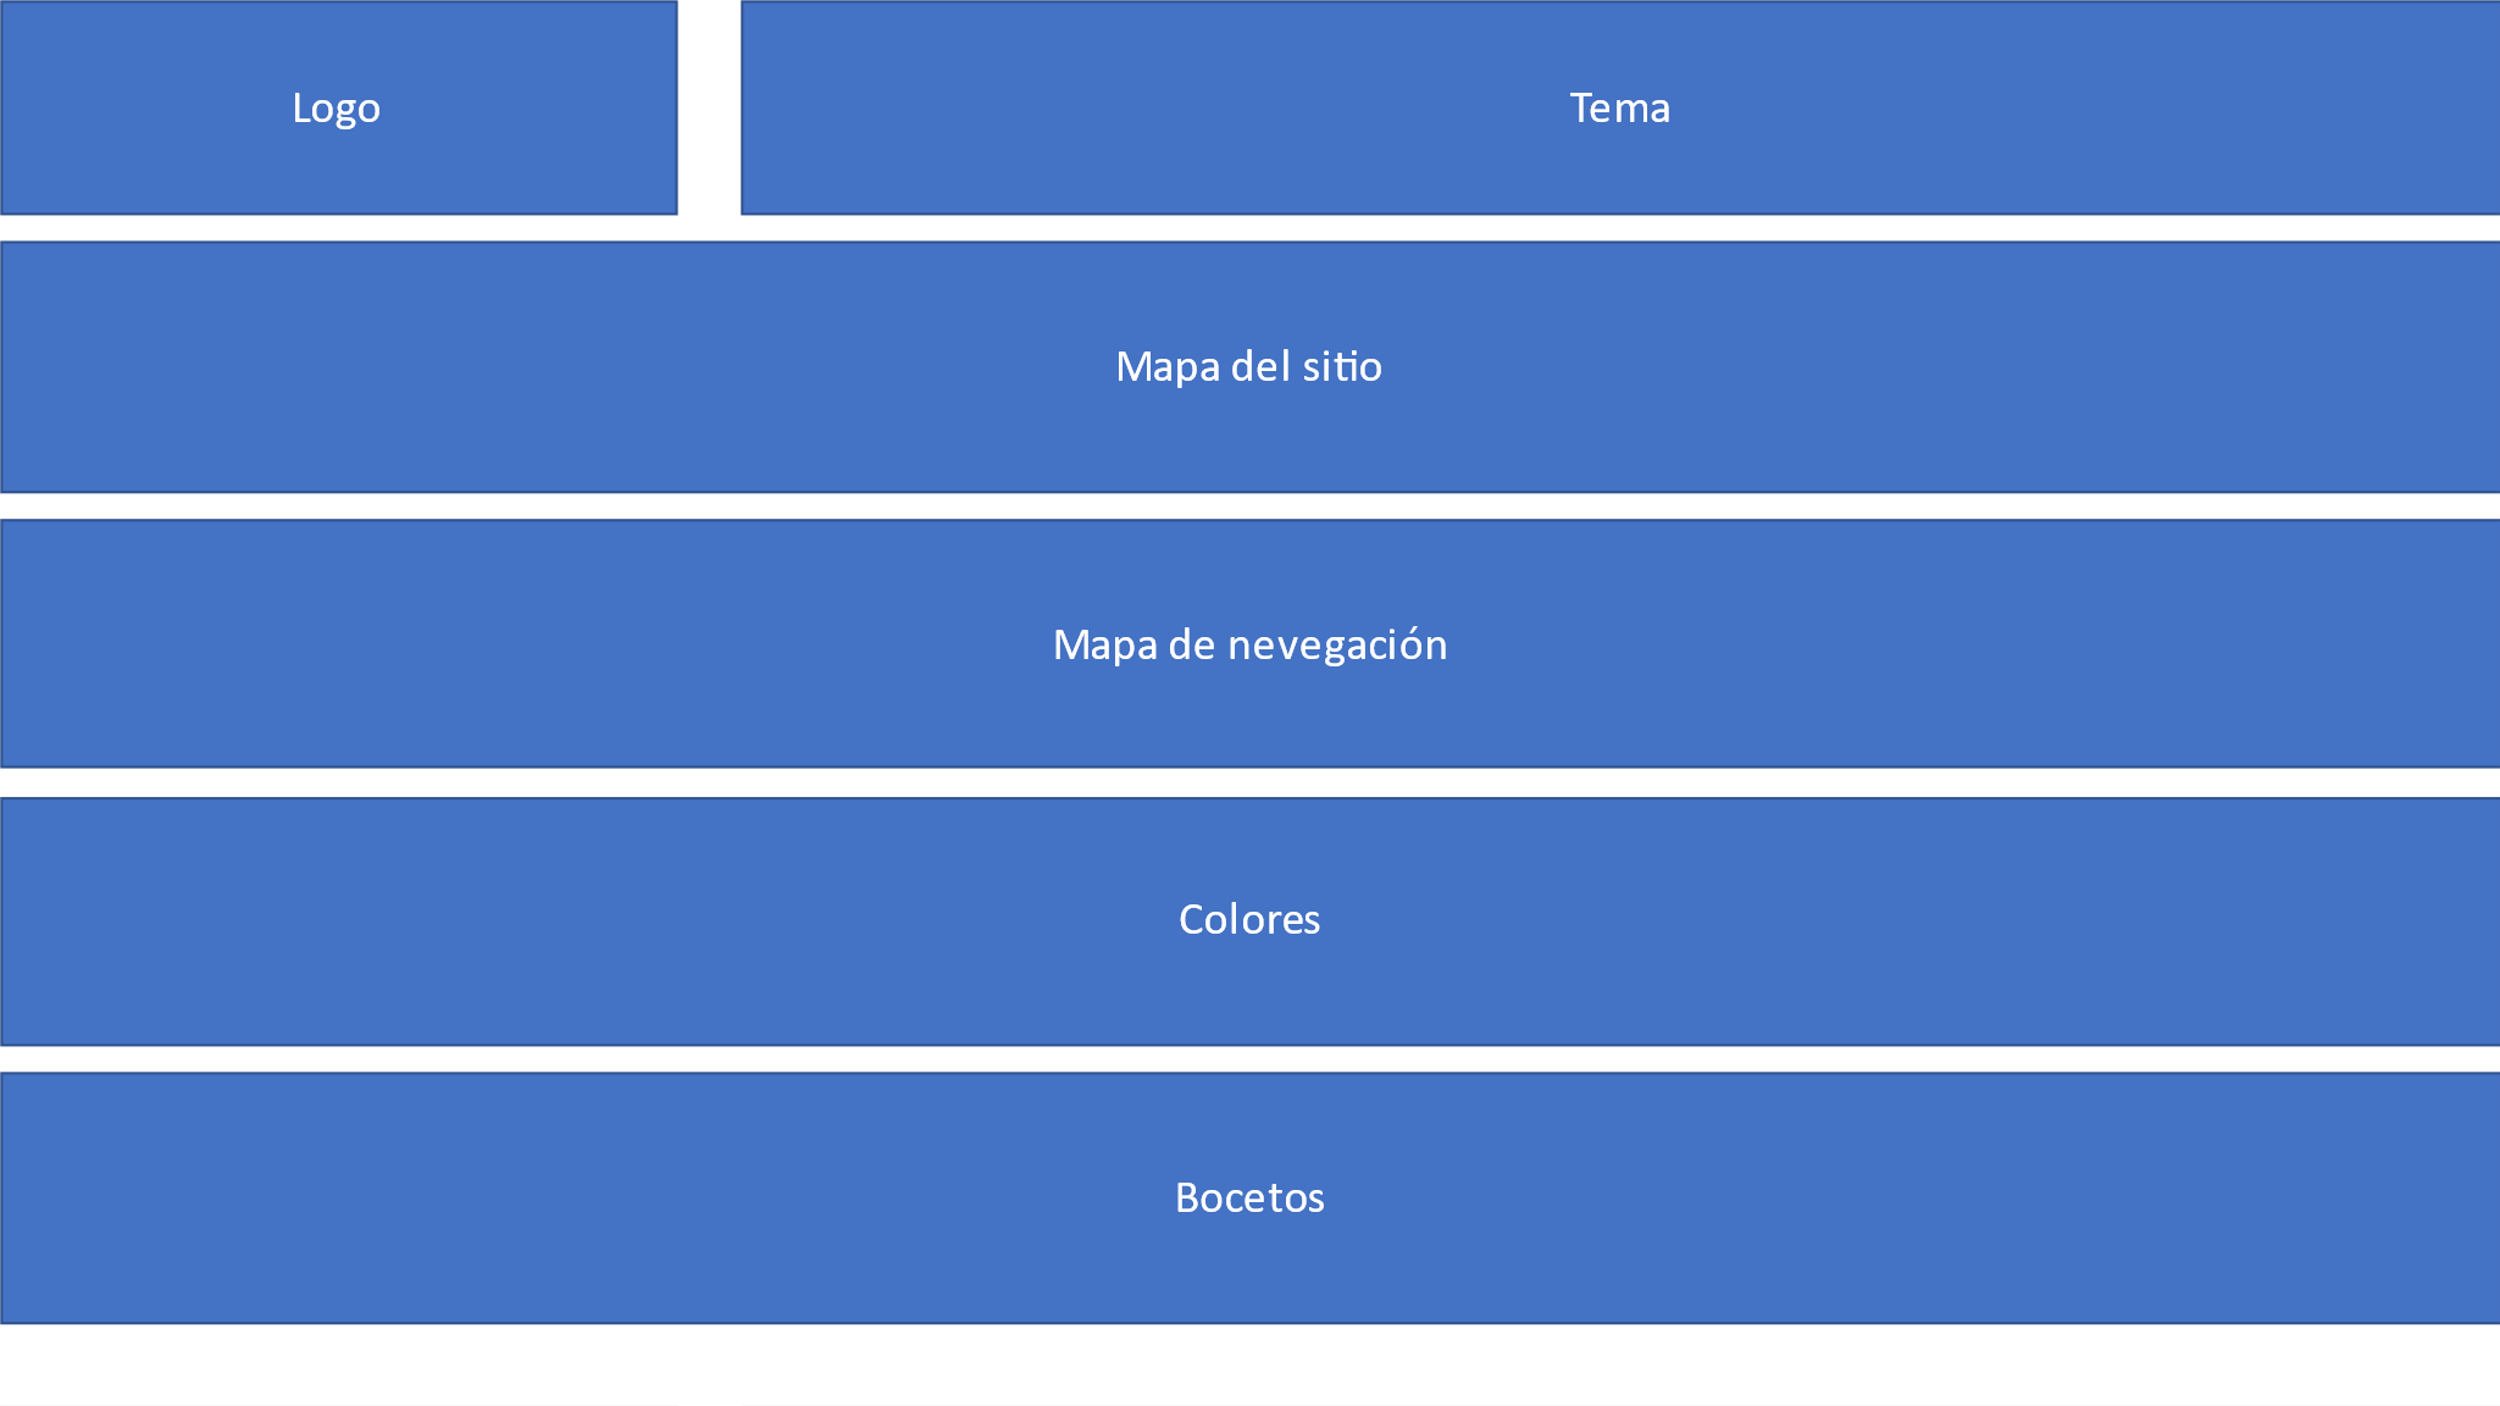 Logo
Tema
Mapa del sitio
Mapa de nevegación
Colores
Bocetos